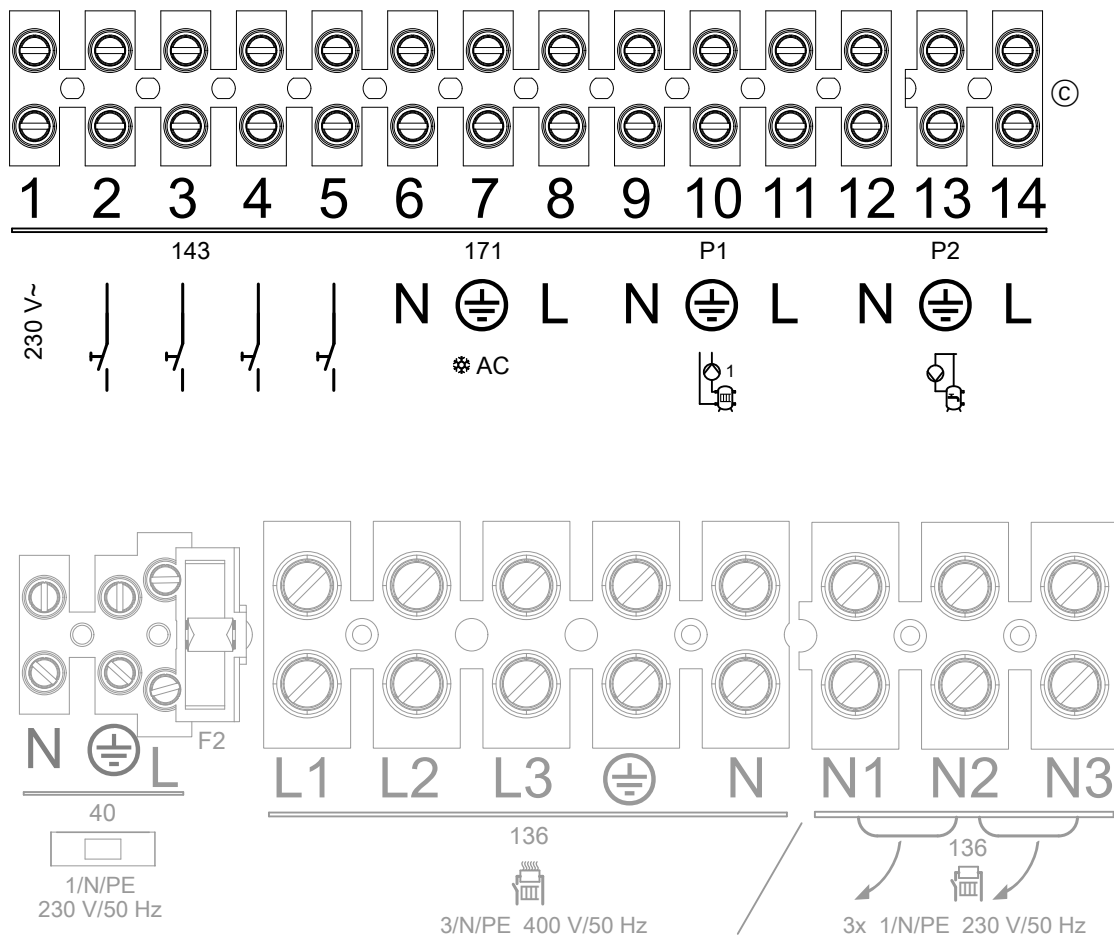 ©
1 2 3 4 5 6 7 8 9 10 11 12 13 14
143 171 P1 P2
230 V~ N L N L N L
AC 1
F2
N L L1 L2 L3 N N1 N2 N3
40 136 136
1/N/PE
230 V/50 Hz 3/N/PE 400 V/50 Hz 3x 1/N/PE 230 V/50 Hz